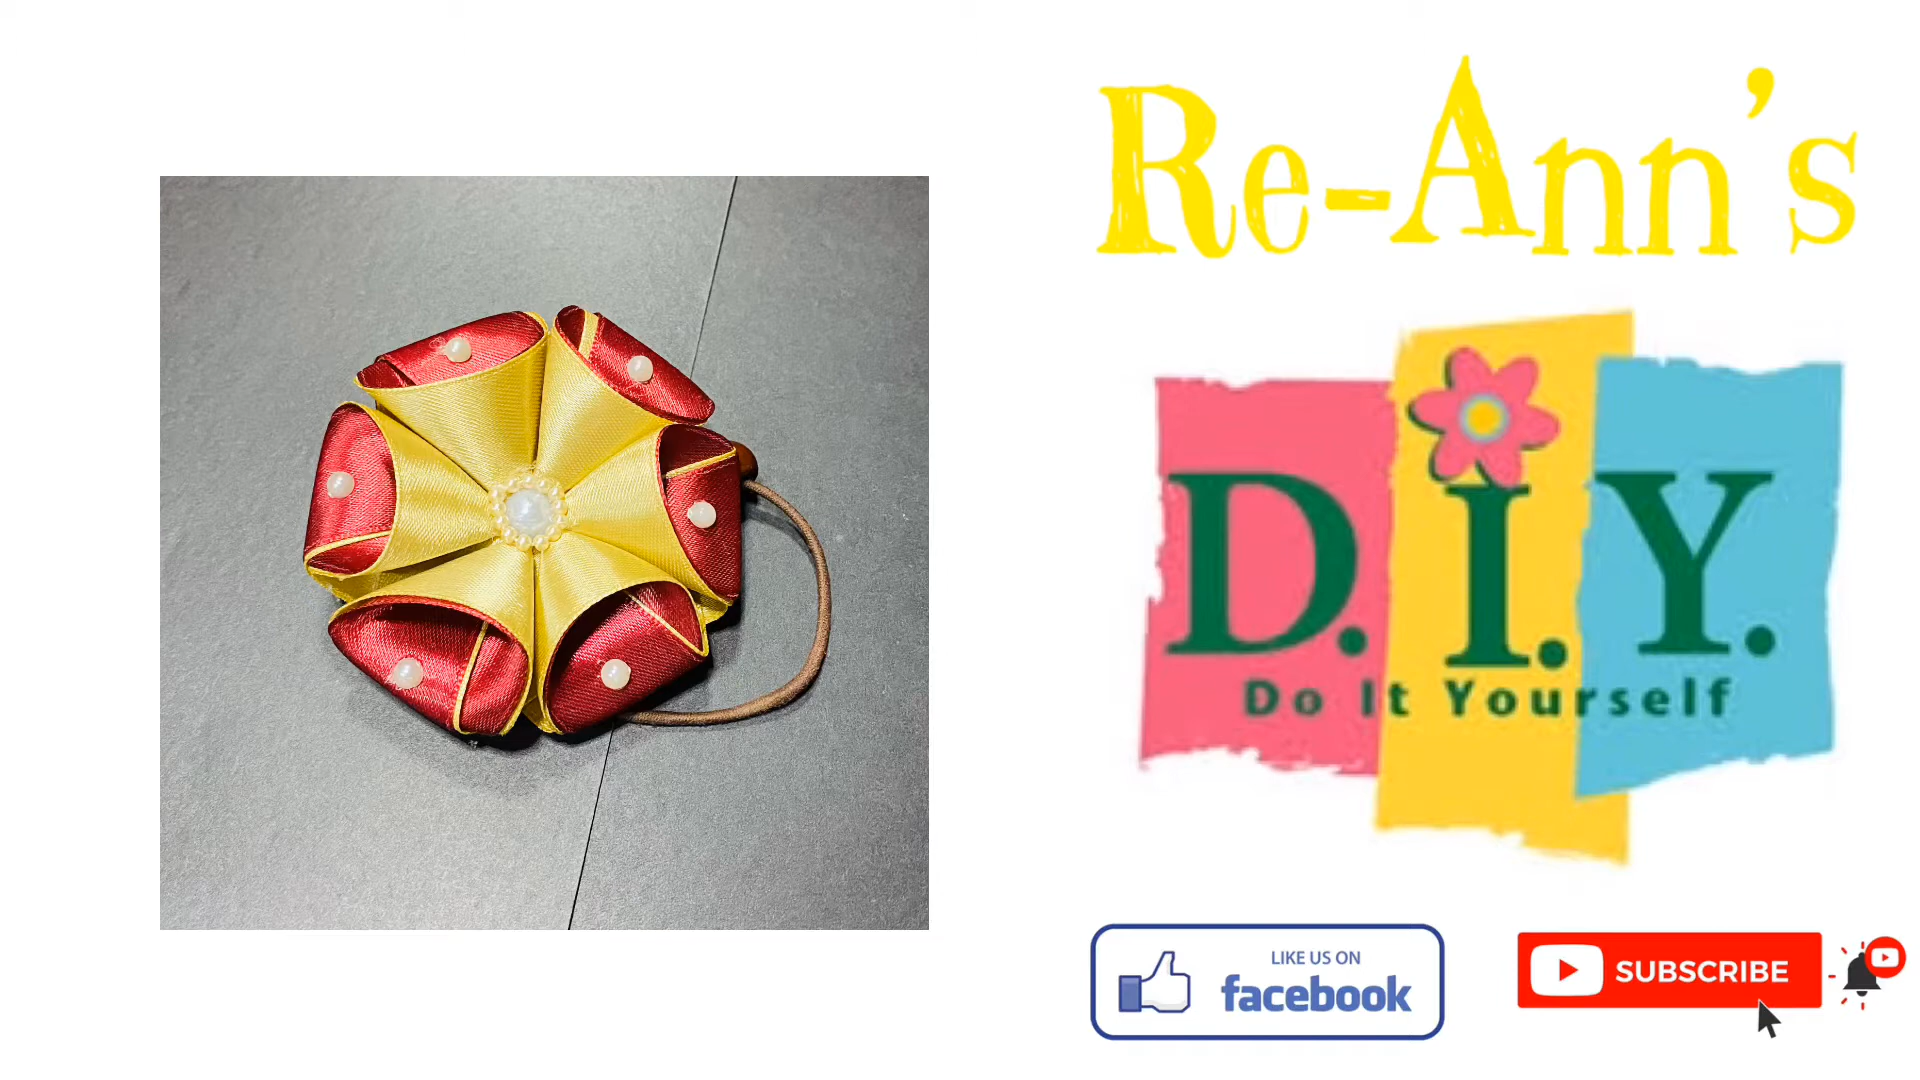 Re-Ann's
D.I.Y.
Do It Yourself
LIKE US ON
facebook
SUBSCRIBE